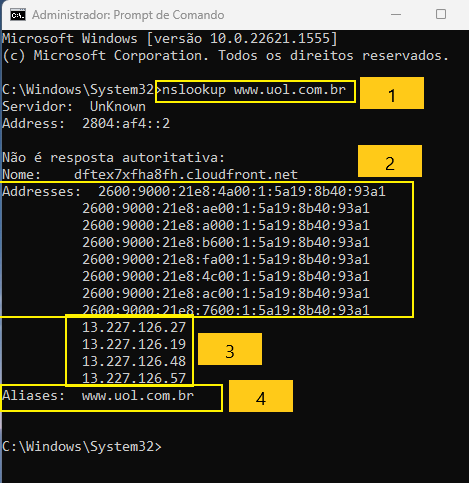 Administrador: Prompt de Comando
Microsoft Windows [versão 10.0.22621.1555]
(c) Microsoft Corporation. Todos os direitos reservados.
C:\Windows\System32>nslookup www.uol.com.br
1
Servidor:  UnKnown
Address:  2804:af4::2
Não é resposta autoritativa:
2
Nome:    dftex7xfha8fh.cloudfront.net
Addresses:  2600:9000:21e8:4a00:1:5a19:8b40:93a1
2600:9000:21e8:ae00:1:5a19:8b40:93a1
2600:9000:21e8:a000:1:5a19:8b40:93a1
2600:9000:21e8:b600:1:5a19:8b40:93a1
2600:9000:21e8:fa00:1:5a19:8b40:93a1
2600:9000:21e8:4c00:1:5a19:8b40:93a1
2600:9000:21e8:ac00:1:5a19:8b40:93a1
2600:9000:21e8:7600:1:5a19:8b40:93a1
13.227.126.27
13.227.126.19
3
13.227.126.48
13.227.126.57
Aliases:  www.uol.com.br
4
C:\Windows\System32>